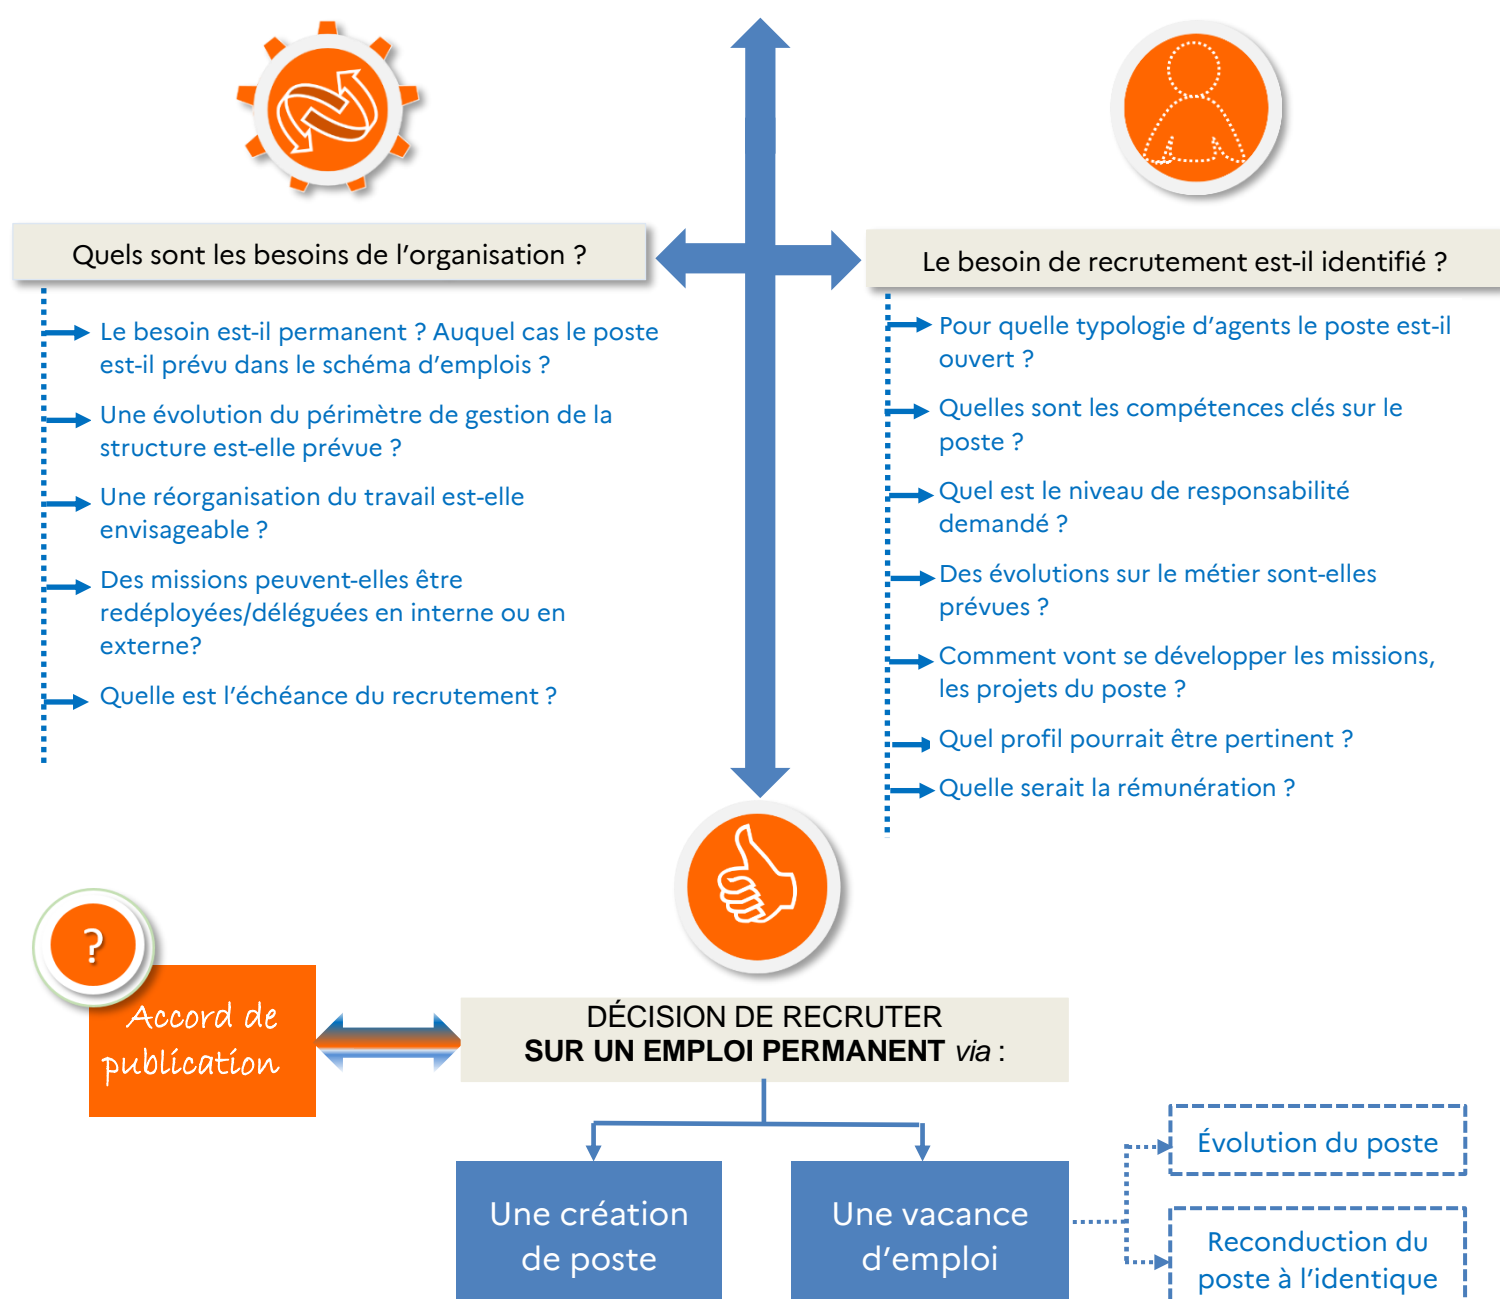 Quels sont les besoins de l'organisation ?
Le besoin est-il permanent ? Auquel cas le poste
est-il prévu dans le schéma d'emplois ?
Une évolution du périmètre de gestion de la
structure est-elle prévue ?
Une réorganisation du travail est-elle
envisageable ?
Des missions peuvent-elles être
redéployées/déléguées en interne ou en
externe?
Quelle est l'échéance du recrutement ?
Le besoin de recrutement est-il identifié ?
Pour quelle typologie d'agents le poste est-il
ouvert ?
Quelles sont les compétences clés sur le
poste ?
Quel est le niveau de responsabilité
demandé ?
Des évolutions sur le métier sont-elles
prévues ?
Comment vont se développer les missions,
les projets du poste ?
Quel profil pourrait être pertinent ?
Quelle serait la rémunération ?
?
Accord de
publication
DÉCISION DE RECRUTER
SUR UN EMPLOI PERMANENT via :
Une création
de poste
Une vacance
d'emploi
Évolution du poste
Reconduction du
poste à l'identique